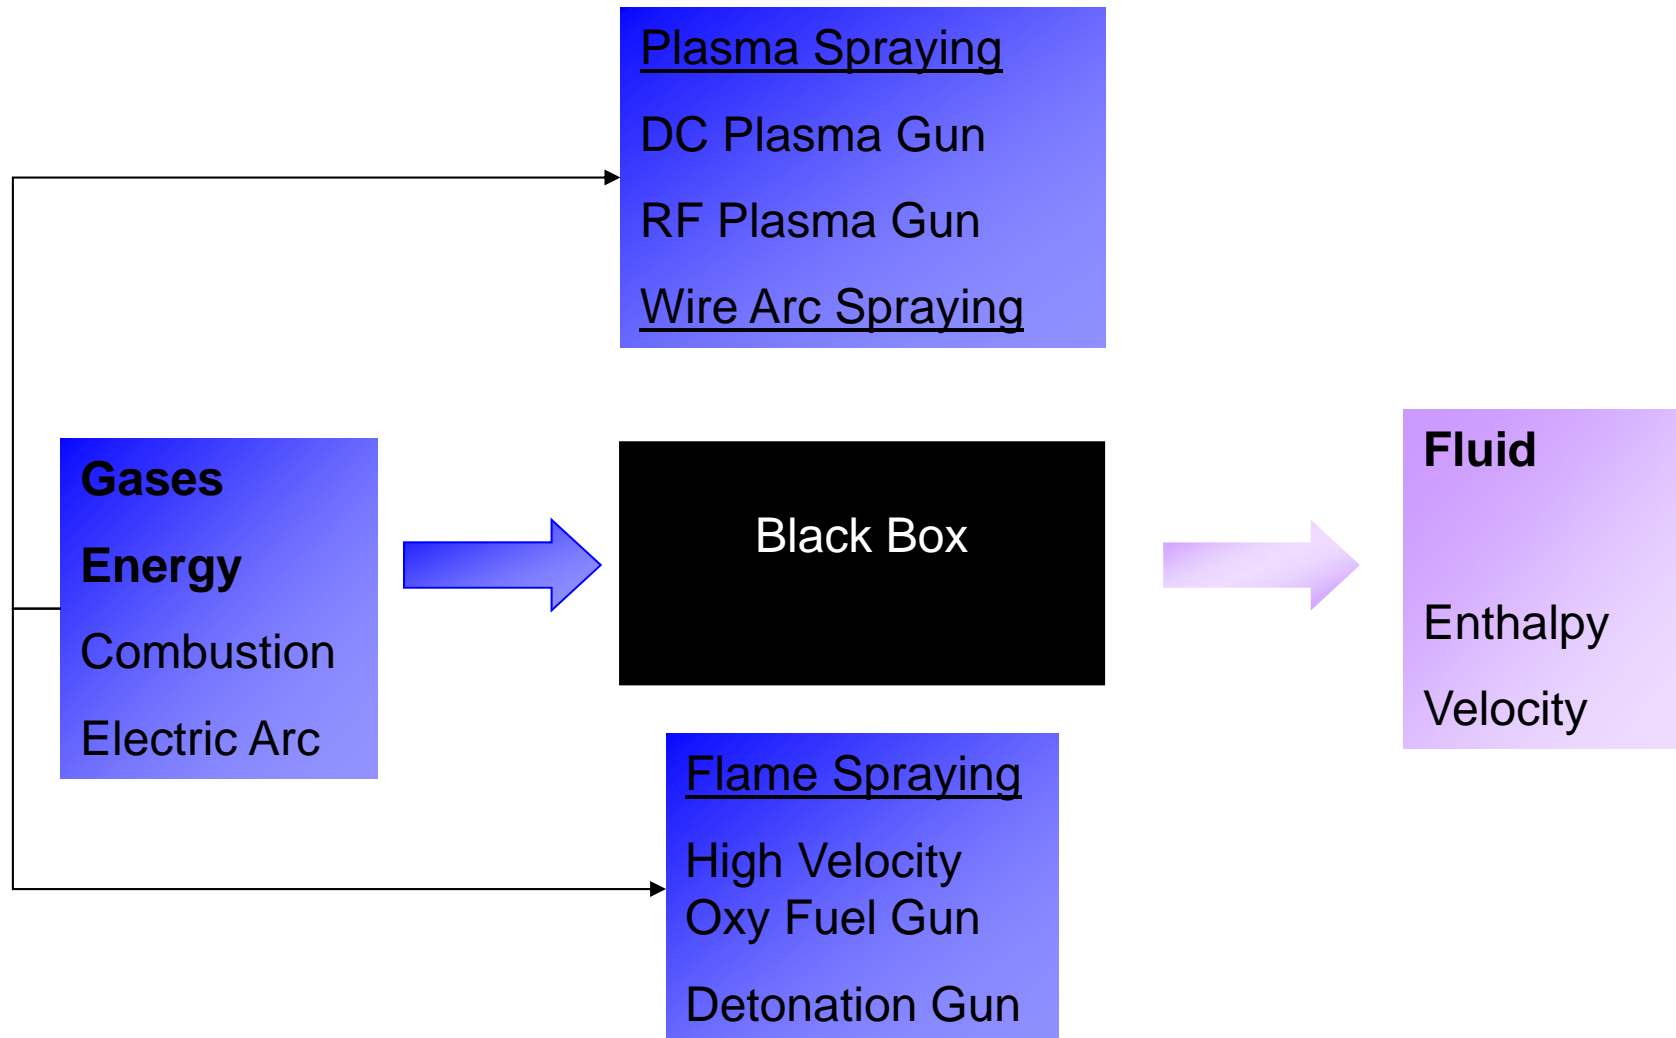 Plasma Spraying
DC Plasma Gun
RF Plasma Gun
Wire Arc Spraying
Gases
Energy
Combustion
Electric Arc
Black Box
Fluid
Enthalpy
Velocity
Flame Spraying
High Velocity
Oxy Fuel Gun
Detonation Gun